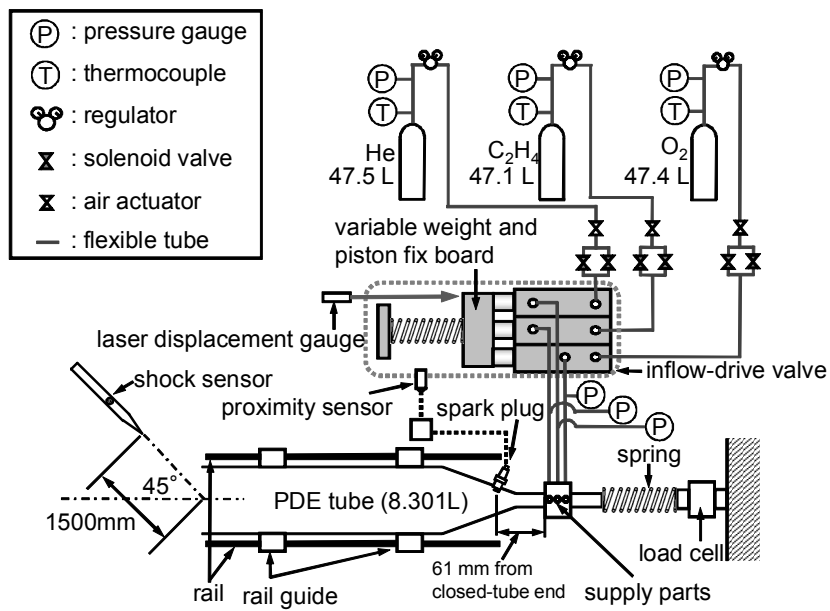 P : pressure gauge
T : thermocouple
: regulator
: solenoid valve
: air actuator
: flexible tube
P
T
He
47.5 L
P
T
C₂H₄
47.1 L
P
T
O₂
47.4 L
variable weight and
piston fix board
laser displacement gauge
inflow-drive valve
shock sensor
proximity sensor
spark plug
P
P
P
spring
45°
1500mm
PDE tube (8.301L)
load cell
61 mm from
closed-tube end
supply parts
rail
rail guide